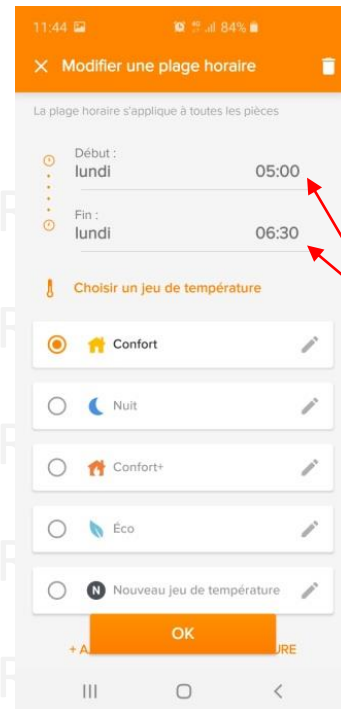 11:44 84%
Modifier une plage horaire
La plage horaire s'applique à toutes les pièces
Début :
lundi 05:00
Fin :
lundi 06:30
Choisir un jeu de température
Confort
Nuit
Confort+
Éco
N Nouveau jeu de température
OK
+ A URE